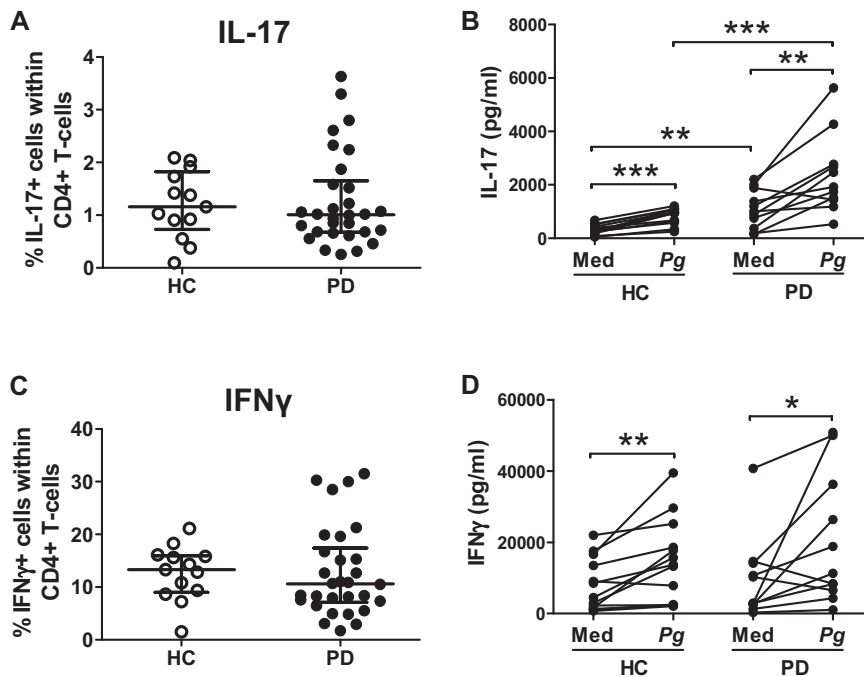 A
IL-17
% IL-17+ cells within
CD4+ T-cells
4
3
2
1
0
HC
PD
B
IL-17 (pg/ml)
8000
6000
4000
2000
0
***
**
**
***
Med
Pg
Med
Pg
HC
PD
C
IFNγ
% IFNγ+ cells within
CD4+ T-cells
40
30
20
10
0
HC
PD
D
IFNγ (pg/ml)
60000
40000
20000
0
**
*
Med
Pg
Med
Pg
HC
PD